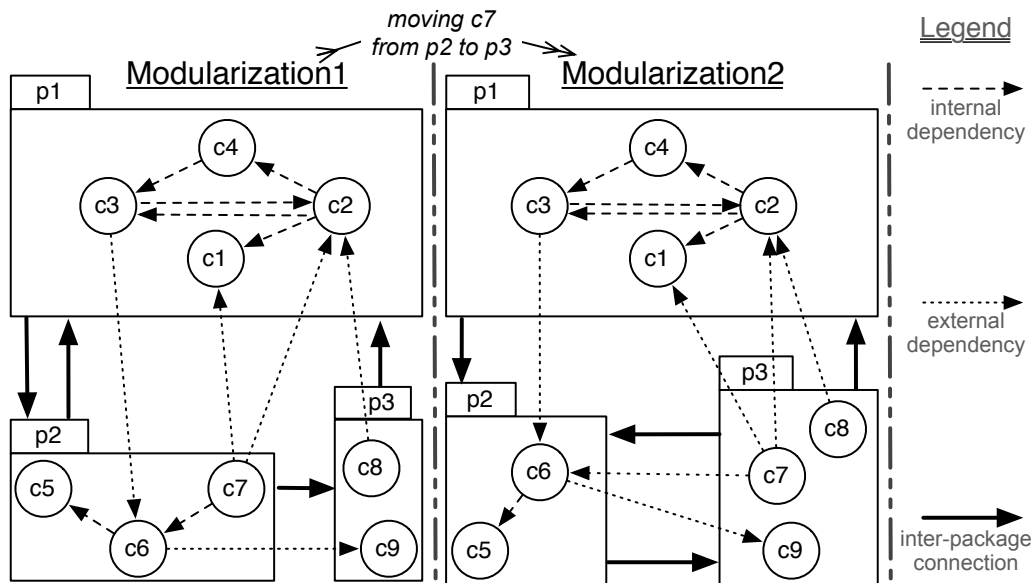 moving c7
from p2 to p3
Modularization1
p1
c4
c3
c2
c1
p2
c5
c7
c6
p3
c8
c9
Modularization2
p1
c4
c3
c2
c1
p2
c6
c5
p3
c8
c7
c9
Legend
internal
dependency
external
dependency
inter-package
connection